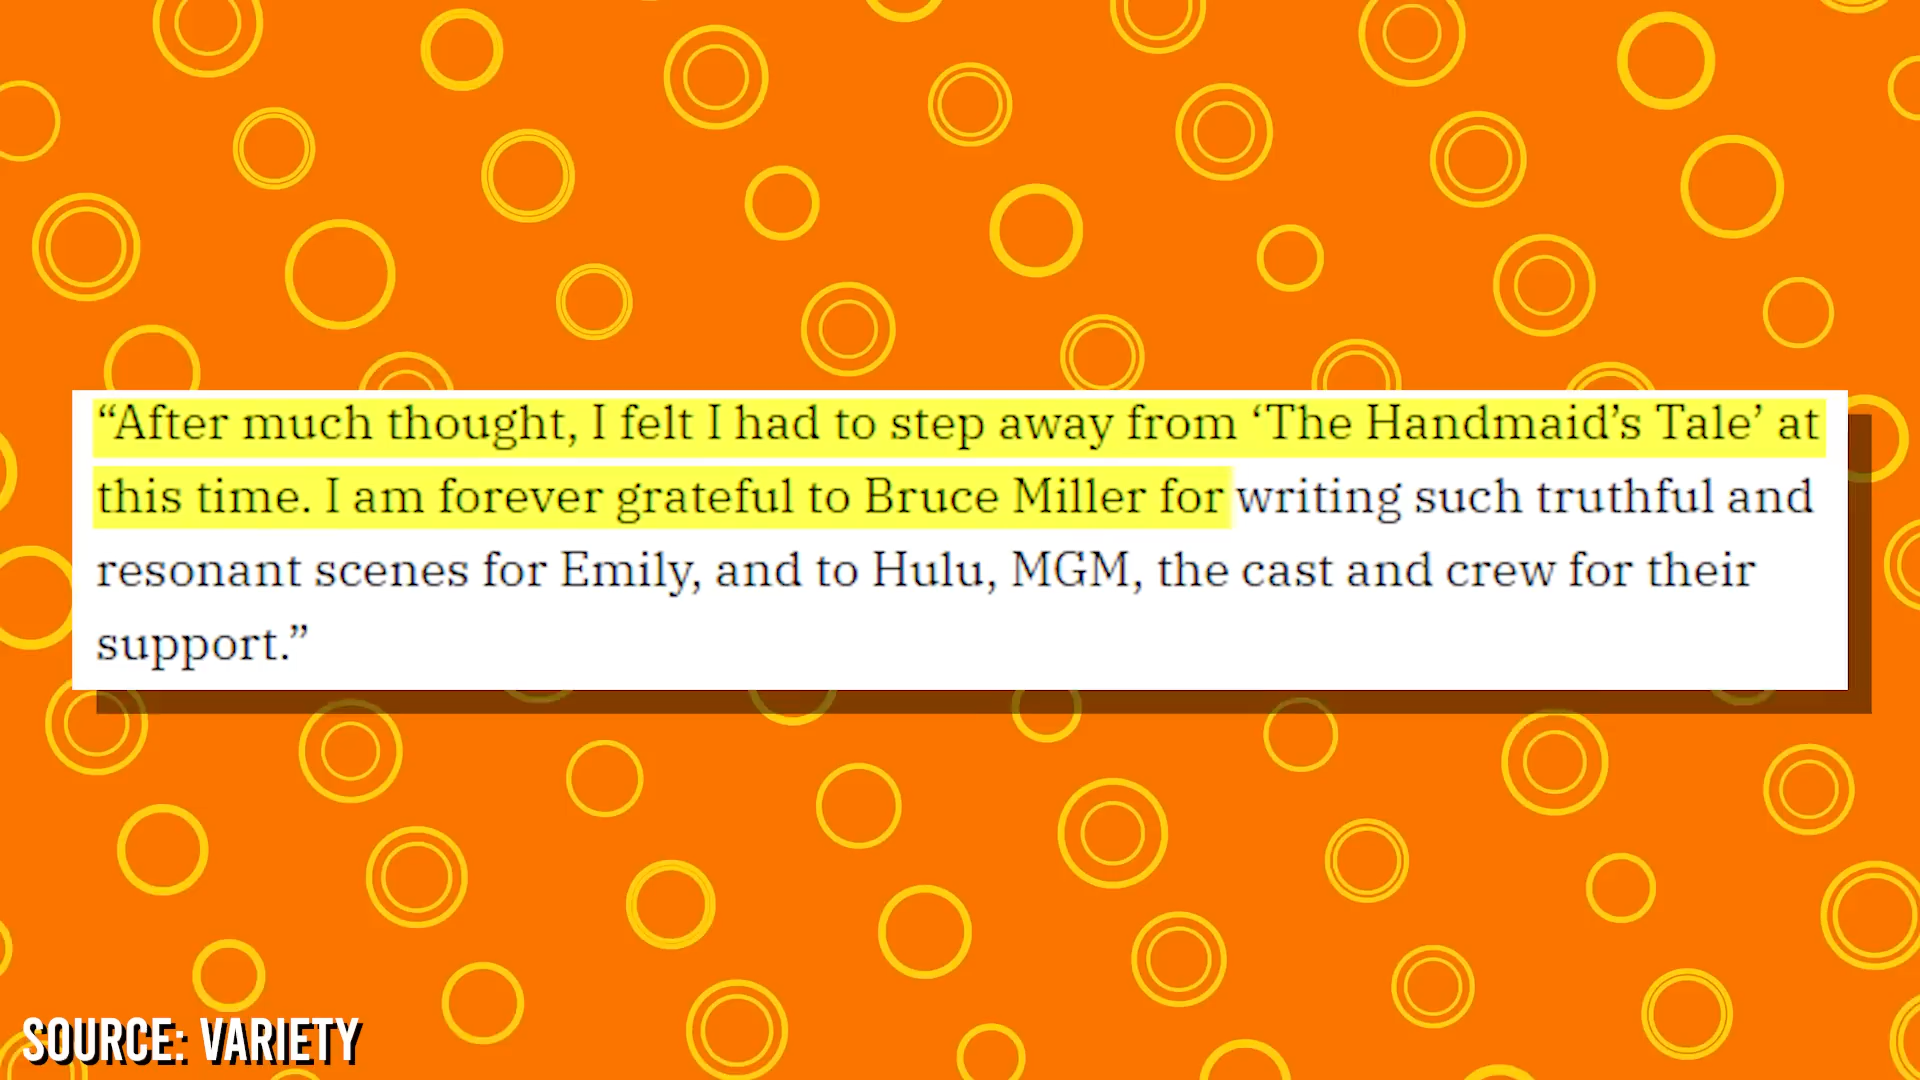 “After much thought, I felt I had to step away from ‘The Handmaid’s Tale’ at
this time. I am forever grateful to Bruce Miller for writing such truthful and
resonant scenes for Emily, and to Hulu, MGM, the cast and crew for their
support.”
SOURCE: VARIETY